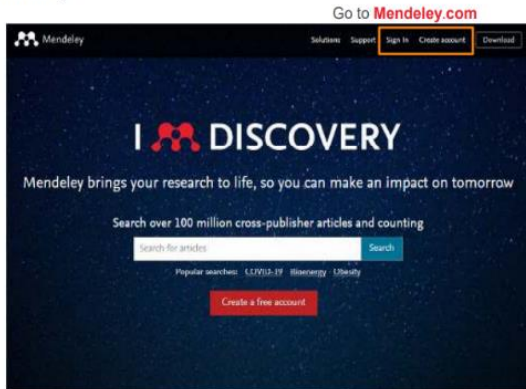 Go to Mendeley.com
Mendeley
Solutions Support Sign In Create account Download
I DISCOVERY
Mendeley brings your research to life, so you can make an impact on tomorrow
Search over 100 million cross-publisher articles and counting
Search for articles Search
Popular searches: COVID-19 Bioenergy Obesity
Create a free account